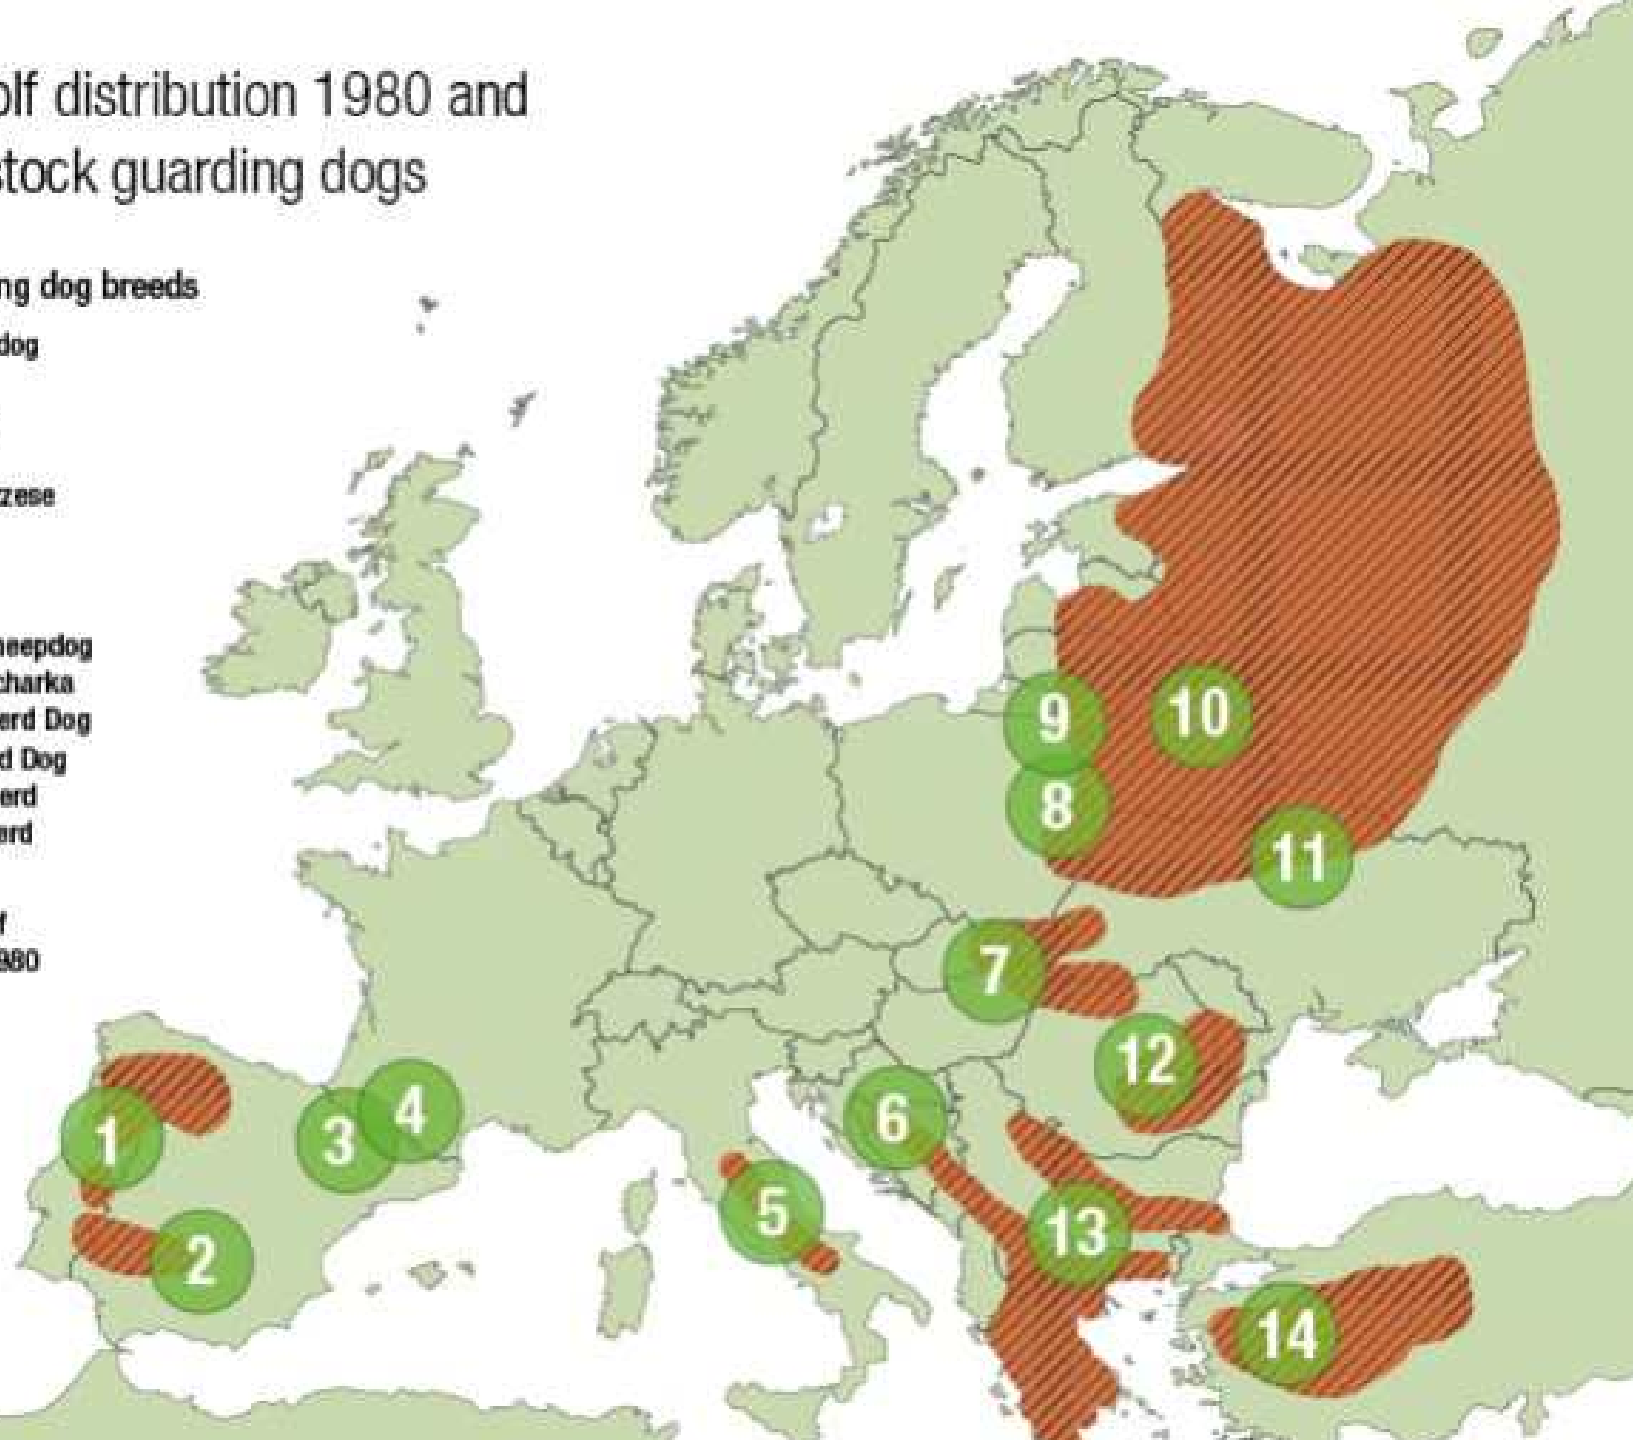 olf distribution 1980 and
stock guarding dogs
ng dog breeds
dog
zese
heepdog
charka
erd Dog
d Dog
erd
erd
f
980
9
10
8
11
7
12
4
1
3
6
5
13
2
14